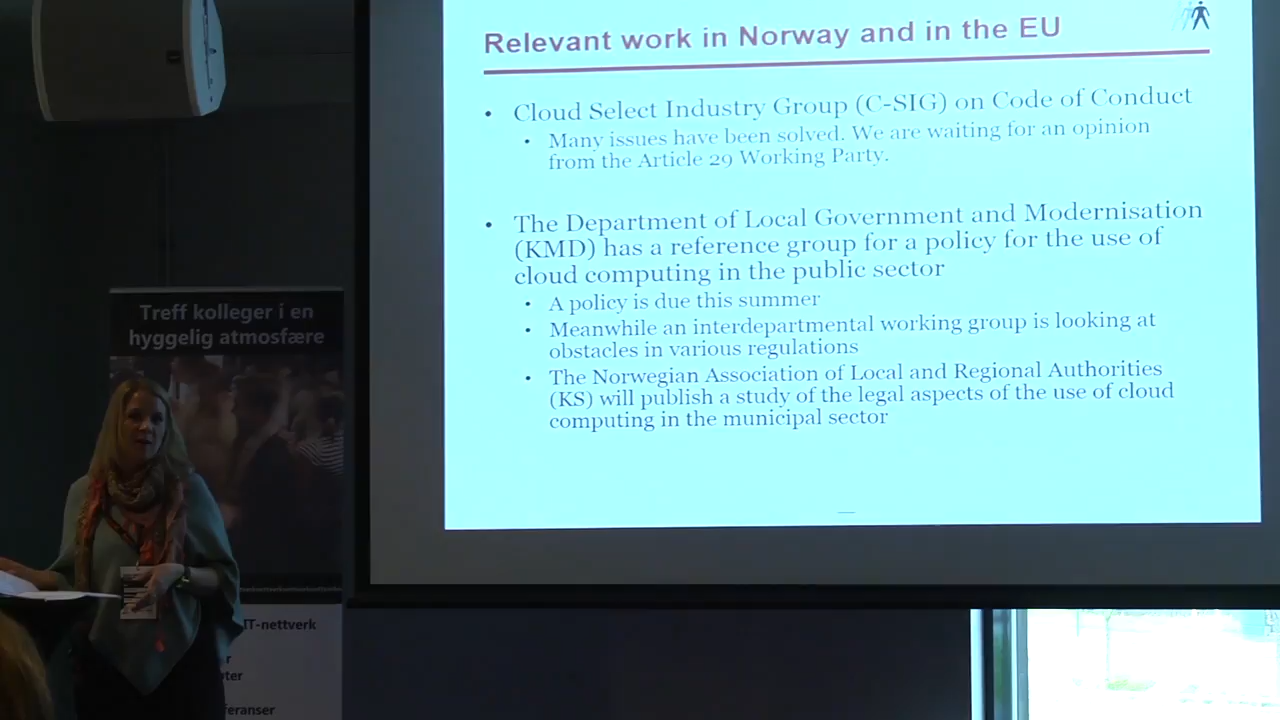 Relevant work in Norway and in the EU
• Cloud Select Industry Group (C-SIG) on Code of Conduct
• Many issues have been solved. We are waiting for an opinion
from the Article 29 Working Party.
• The Department of Local Government and Modernisation
(KMD) has a reference group for a policy for the use of
cloud computing in the public sector
• A policy is due this summer
• Meanwhile an interdepartmental working group is looking at
obstacles in various regulations
• The Norwegian Association of Local and Regional Authorities
(KS) will publish a study of the legal aspects of the use of cloud
computing in the municipal sector
Treff kolleger i en
hyggelig atmosfære
IT-nettverk
r
ter
feranser